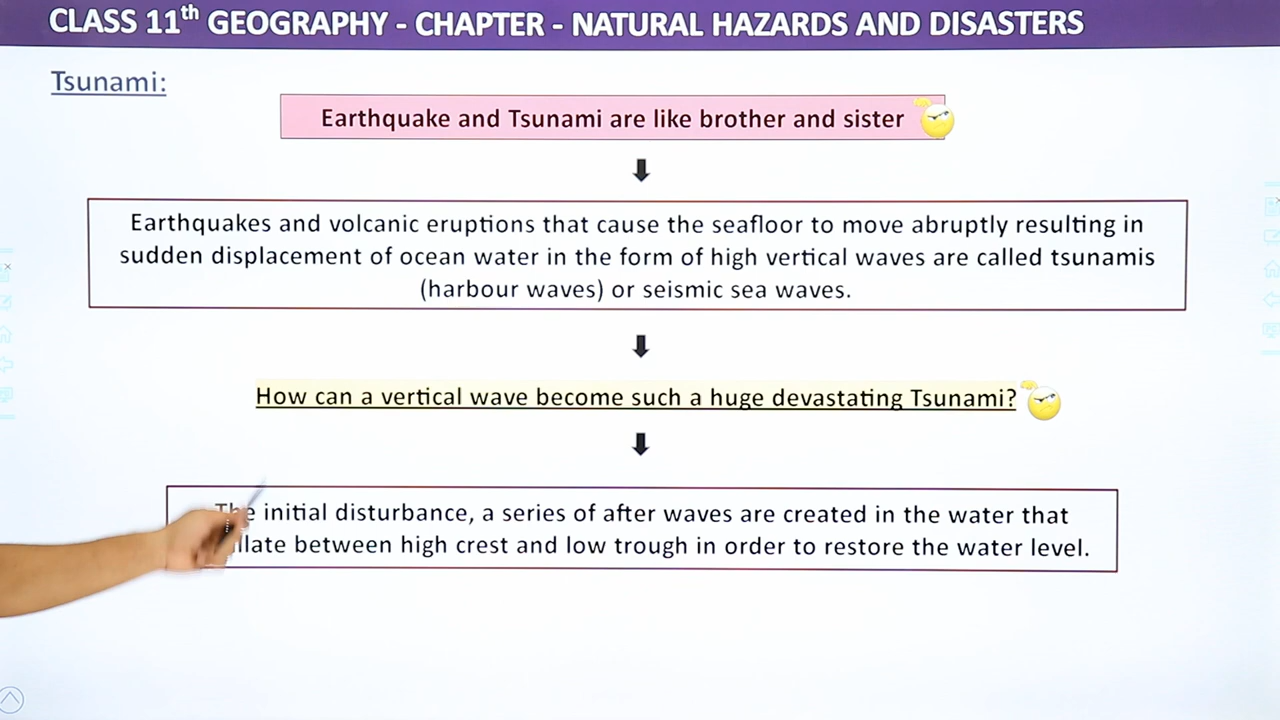 CLASS 11th GEOGRAPHY - CHAPTER - NATURAL HAZARDS AND DISASTERS
Tsunami:
Earthquake and Tsunami are like brother and sister
Earthquakes and volcanic eruptions that cause the seafloor to move abruptly resulting in
sudden displacement of ocean water in the form of high vertical waves are called tsunamis
(harbour waves) or seismic sea waves.
How can a vertical wave become such a huge devastating Tsunami?
The initial disturbance, a series of after waves are created in the water that
between high crest and low trough in order to restore the water level.